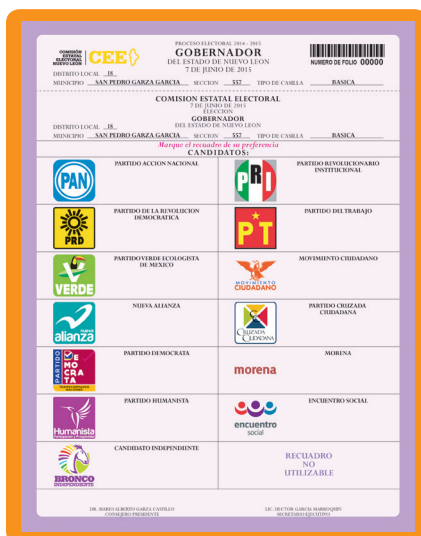 COMISIÓN
ESTATAL
ELECTORAL
NUEVO LEÓN
CEE
PROCESO ELECTORAL 2014 - 2015
GOBERNADOR
DEL ESTADO DE NUEVO LEON
7 DE JUNIO DE 2015
NUMERO DE FOLIO 00000
DISTRITO LOCAL 18
MUNICIPIO SAN PEDRO GARZA GARCIA SECCION 557 TIPO DE CASILLA BASICA
COMISION ESTATAL ELECTORAL
7 DE JUNIO DE 2015
ELECCION
GOBERNADOR
DEL ESTADO DE NUEVO LEON
DISTRITO LOCAL 18
MUNICIPIO SAN PEDRO GARZA GARCIA SECCION 557 TIPO DE CASILLA BASICA
Marque el recuadro de su preferencia
CANDIDATOS:
PAN
PARTIDO ACCION NACIONAL
PRI
PARTIDO REVOLUCIONARIO
INSTITUCIONAL
PRD
PARTIDO DE LA REVOLUCION
DEMOCRATICA
PT
PARTIDO DEL TRABAJO
VERDE
PARTIDO VERDE ECOLOGISTA
DE MEXICO
MOVIMIENTO
CIUDADANO
MOVIMIENTO CIUDADANO
nueva
alianza
NUEVA ALIANZA
CRUZADA
CIUDADANA
PARTIDO CRUZADA
CIUDADANA
PARTIDO
DE
MO
CRA
TA
PARTIDO DEMOCRATA
morena
MORENA
Humanista
PARTIDO HUMANISTA
encuentro
social
ENCUENTRO SOCIAL
BRONCO
INDEPENDIENTE
CANDIDATO INDEPENDIENTE
RECUADRO
NO
UTILIZABLE
DR. MARIO ALBERTO GARZA CASTILLO
CONSEJERO PRESIDENTE
LIC. HECTOR GARCIA MARROQUIN
SECRETARIO EJECUTIVO